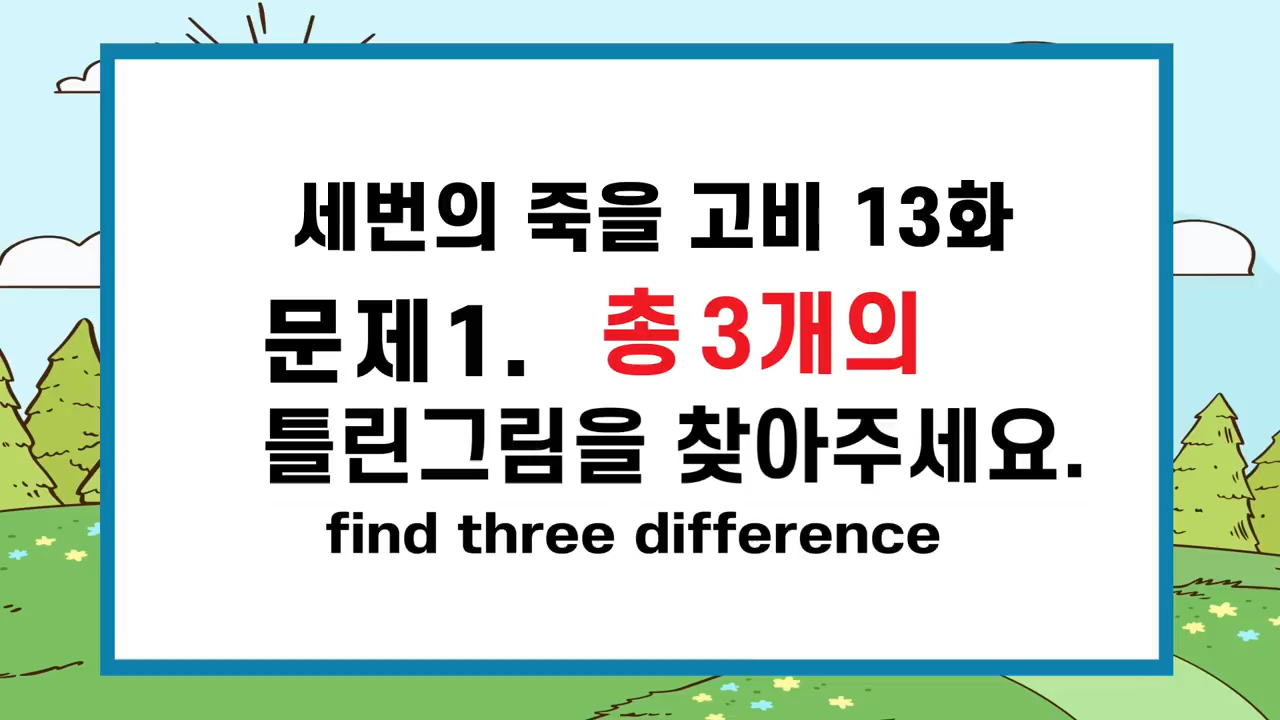 세번의 죽을 고비 13화
문제1. 총 3개의
틀린그림을 찾아주세요.
find three difference